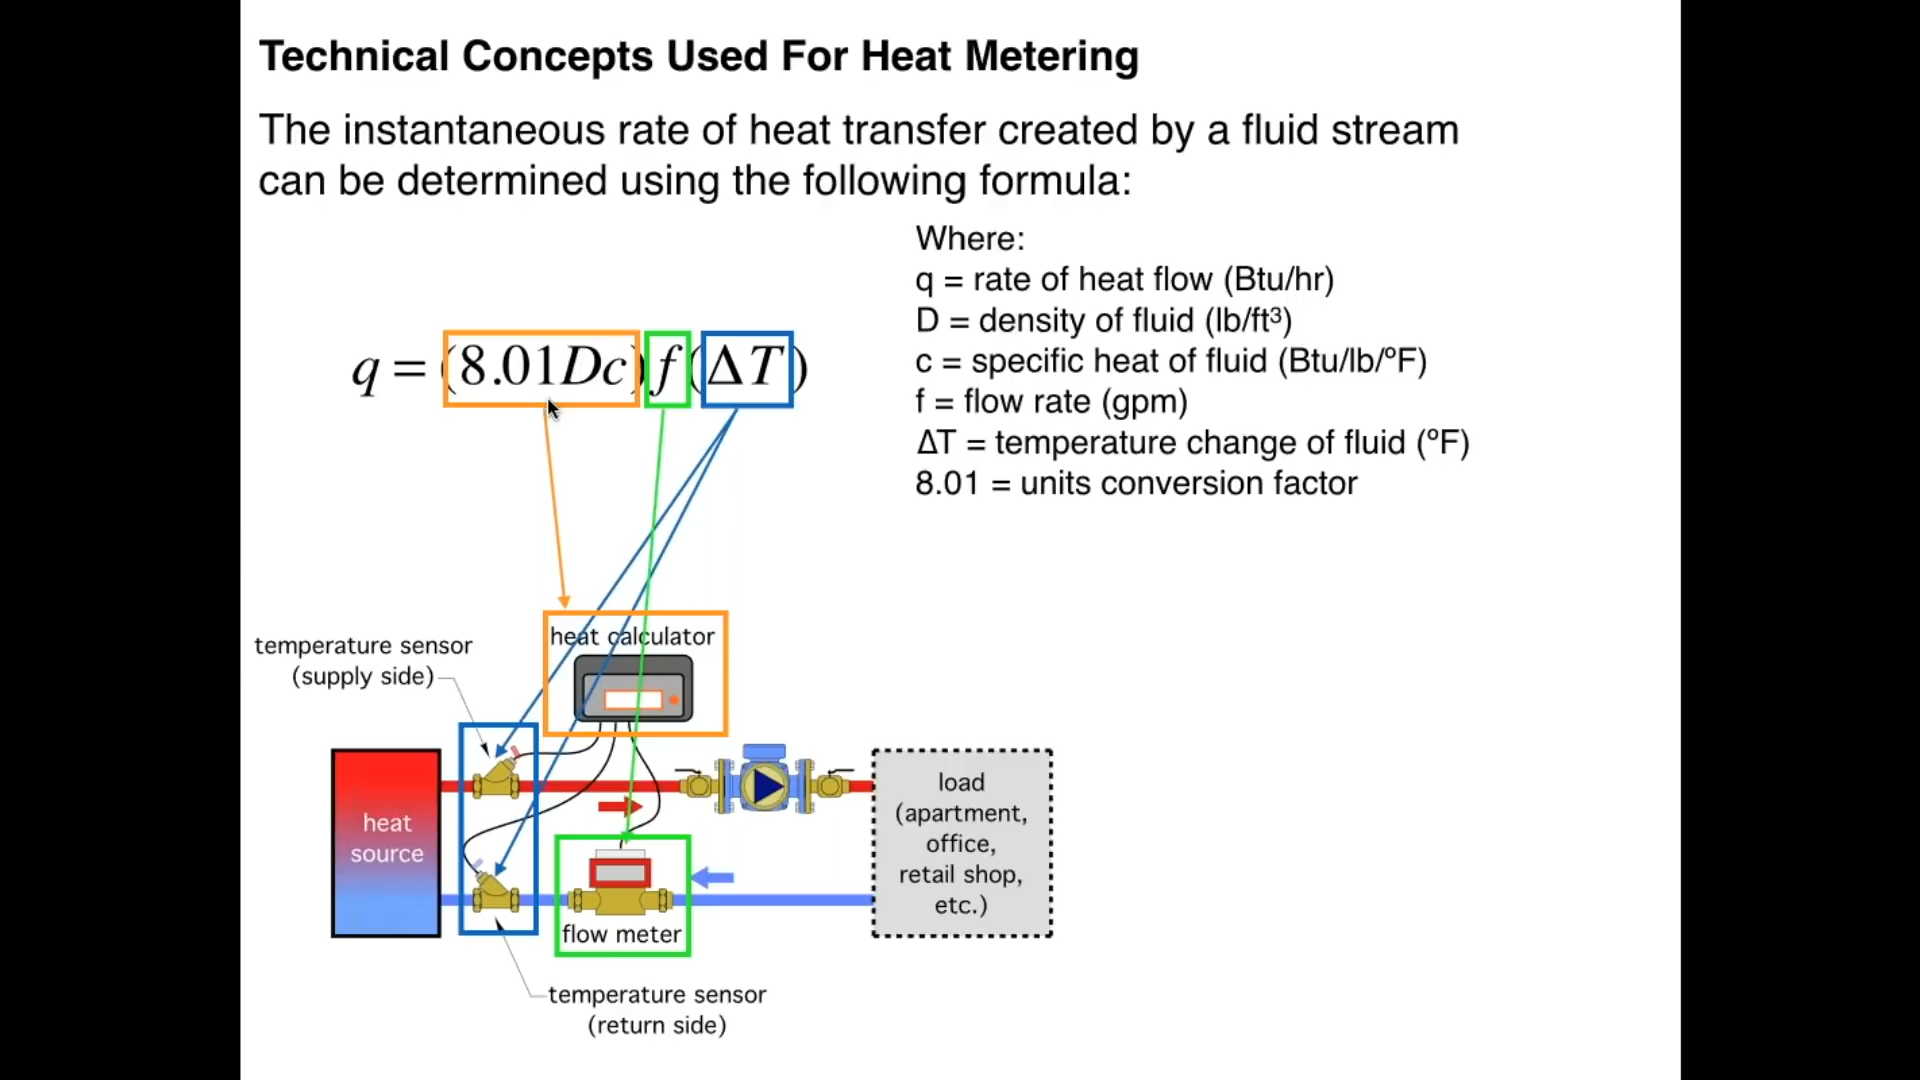 Technical Concepts Used For Heat Metering
The instantaneous rate of heat transfer created by a fluid stream
can be determined using the following formula:
q = (8.01Dc) f (ΔT)
Where:
q = rate of heat flow (Btu/hr)
D = density of fluid (lb/ft³)
c = specific heat of fluid (Btu/lb/ºF)
f = flow rate (gpm)
ΔT = temperature change of fluid (ºF)
8.01 = units conversion factor
heat calculator
temperature sensor
(supply side)
heat
source
load
(apartment,
office,
retail shop,
etc.)
flow meter
temperature sensor
(return side)